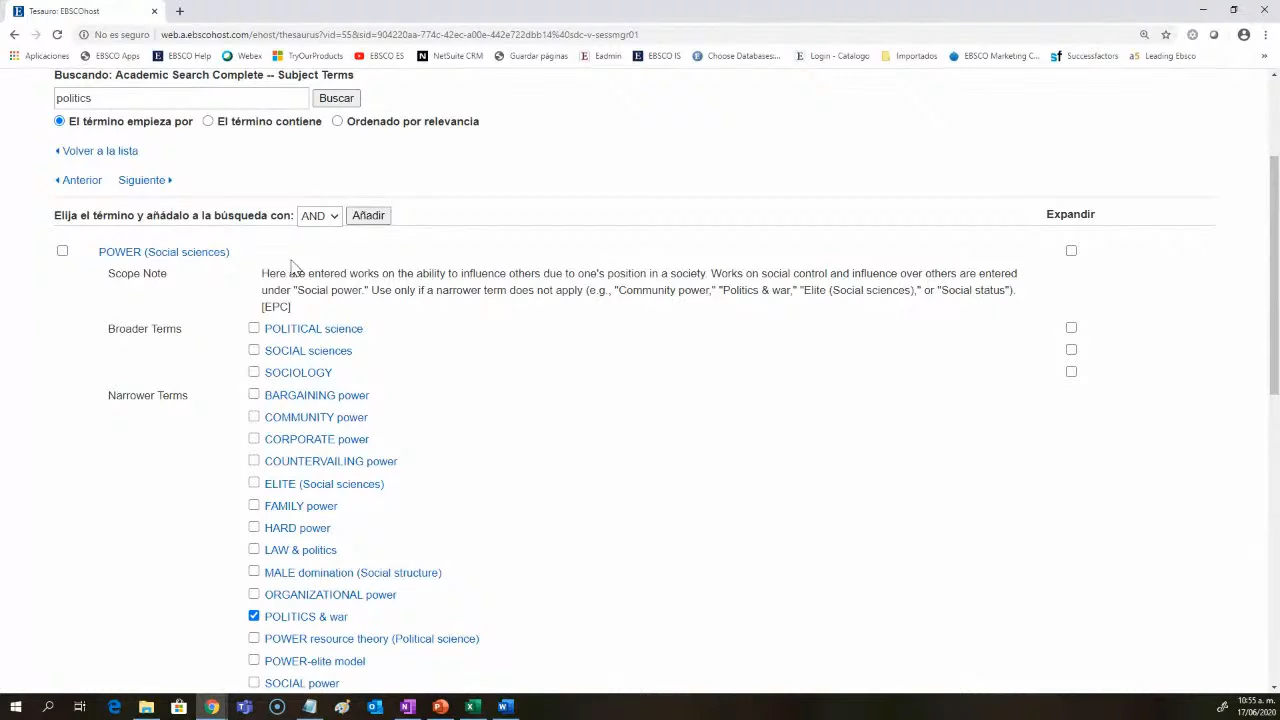 Tesauro: EBSCOhost
No es seguro | web.a.ebscohost.com/ehost/thesaurus?vid=55&sid=904220aa-774c-42ec-a00e-442e722dbb14%40sdc-v-sessmgr01
Aplicaciones EBSCO Apps EBSCO Help Webex TryOurProducts EBSCO ES NetSuite CRM Guardar páginas Eadmin EBSCO IS Choose Databases:... Login - Catalogo Importados EBSCO Marketing C... Successfactors Leading Ebsco
Buscando: Academic Search Complete -- Subject Terms
politics Buscar
El término empieza por El término contiene Ordenado por relevancia
Volver a la lista
Anterior Siguiente
Elija el término y añádalo a la búsqueda con: AND Añadir Expandir
POWER (Social sciences)
Scope Note Here are entered works on the ability to influence others due to one's position in a society. Works on social control and influence over others are entered
under "Social power." Use only if a narrower term does not apply (e.g., "Community power," "Politics & war," "Elite (Social sciences)," or "Social status").
[EPC]
Broader Terms POLITICAL science
SOCIAL sciences
SOCIOLOGY
Narrower Terms BARGAINING power
COMMUNITY power
CORPORATE power
COUNTERVAILING power
ELITE (Social sciences)
FAMILY power
HARD power
LAW & politics
MALE domination (Social structure)
ORGANIZATIONAL power
POLITICS & war
POWER resource theory (Political science)
POWER-elite model
SOCIAL power
10:55 a. m.
17/06/2020